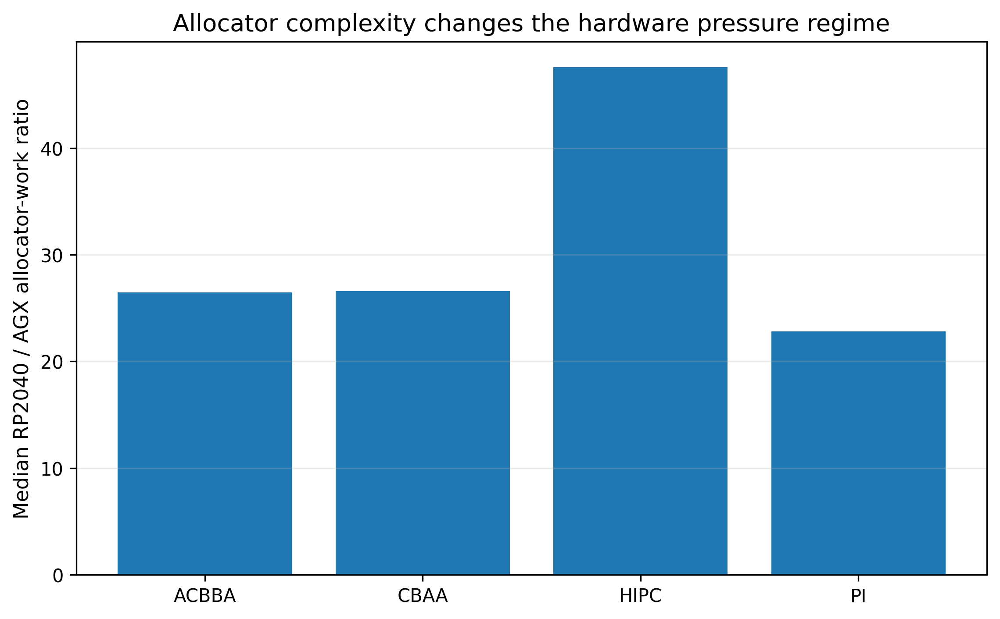 Allocator complexity changes the hardware pressure regime
Median RP2040 / AGX allocator-work ratio
40
30
20
10
0
ACBBA
CBAA
HIPC
PI